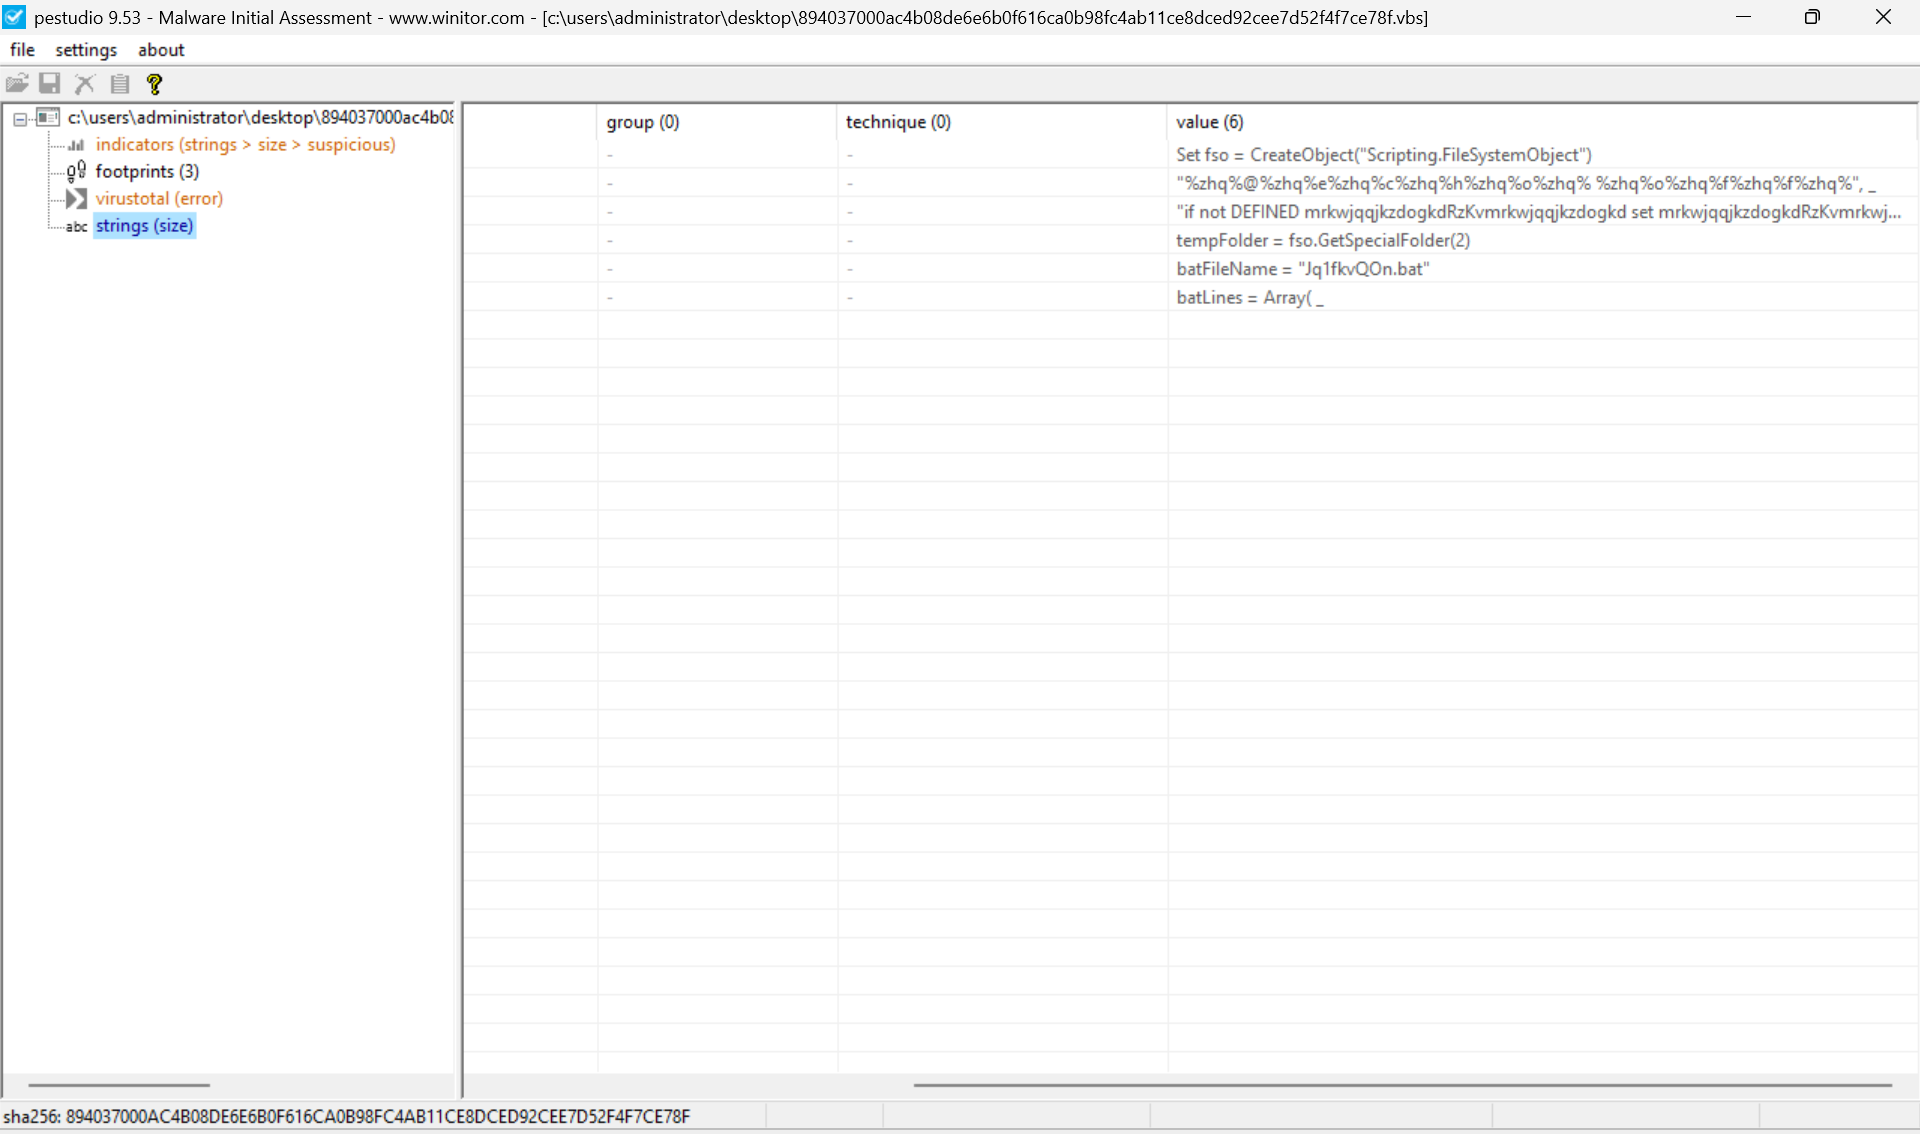 pestudio 9.53 - Malware Initial Assessment - www.winitor.com - [c:\users\administrator\desktop\894037000ac4b08de6e6b0f616ca0b98fc4ab11ce8dced92cee7d52f4f7ce78f.vbs]
file settings about
c:\users\administrator\desktop\894037000ac4b08
indicators (strings > size > suspicious)
footprints (3)
virustotal (error)
abc strings (size)
group (0) technique (0) value (6)
- - Set fso = CreateObject("Scripting.FileSystemObject")
- - "%zhq%@%zhq%e%zhq%c%zhq%h%zhq%o%zhq% %zhq%o%zhq%f%zhq%f%zhq%", _
- - "if not DEFINED mrkwjqqjkzdogkdRzKvmrkwjqqjkzdogkd set mrkwjqqjkzdogkdRzKvmrkwj...
- - tempFolder = fso.GetSpecialFolder(2)
- - batFileName = "Jq1fkvQOn.bat"
- - batLines = Array( _
sha256: 894037000AC4B08DE6E6B0F616CA0B98FC4AB11CE8DCED92CEE7D52F4F7CE78F